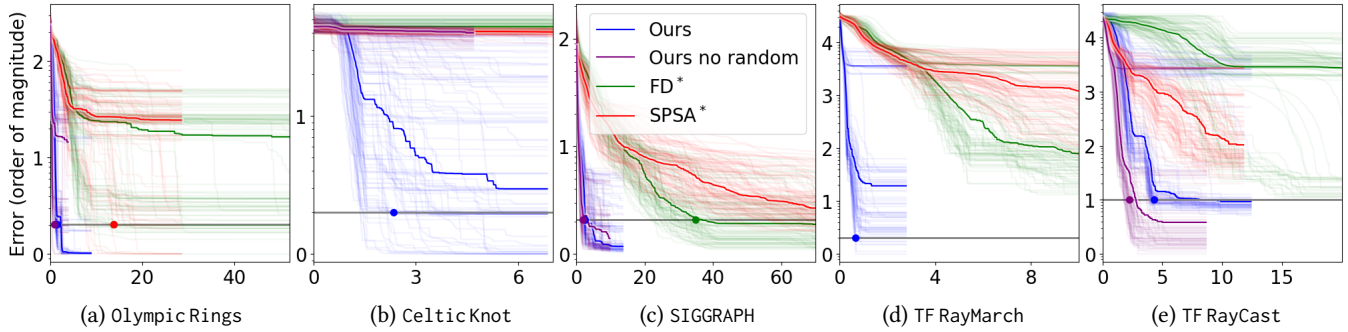 Error (order of magnitude)
2
1
0
0 20 40
1
0
0 3 6
2
1
0
0 20 40 60
Ours
Ours no random
FD*
SPSA*
4
3
2
1
0
0 4 8
4
3
2
1
0
0 5 10 15
(a) Olympic Rings
(b) Celtic Knot
(c) SIGGRAPH
(d) TF RayMarch
(e) TF RayCast